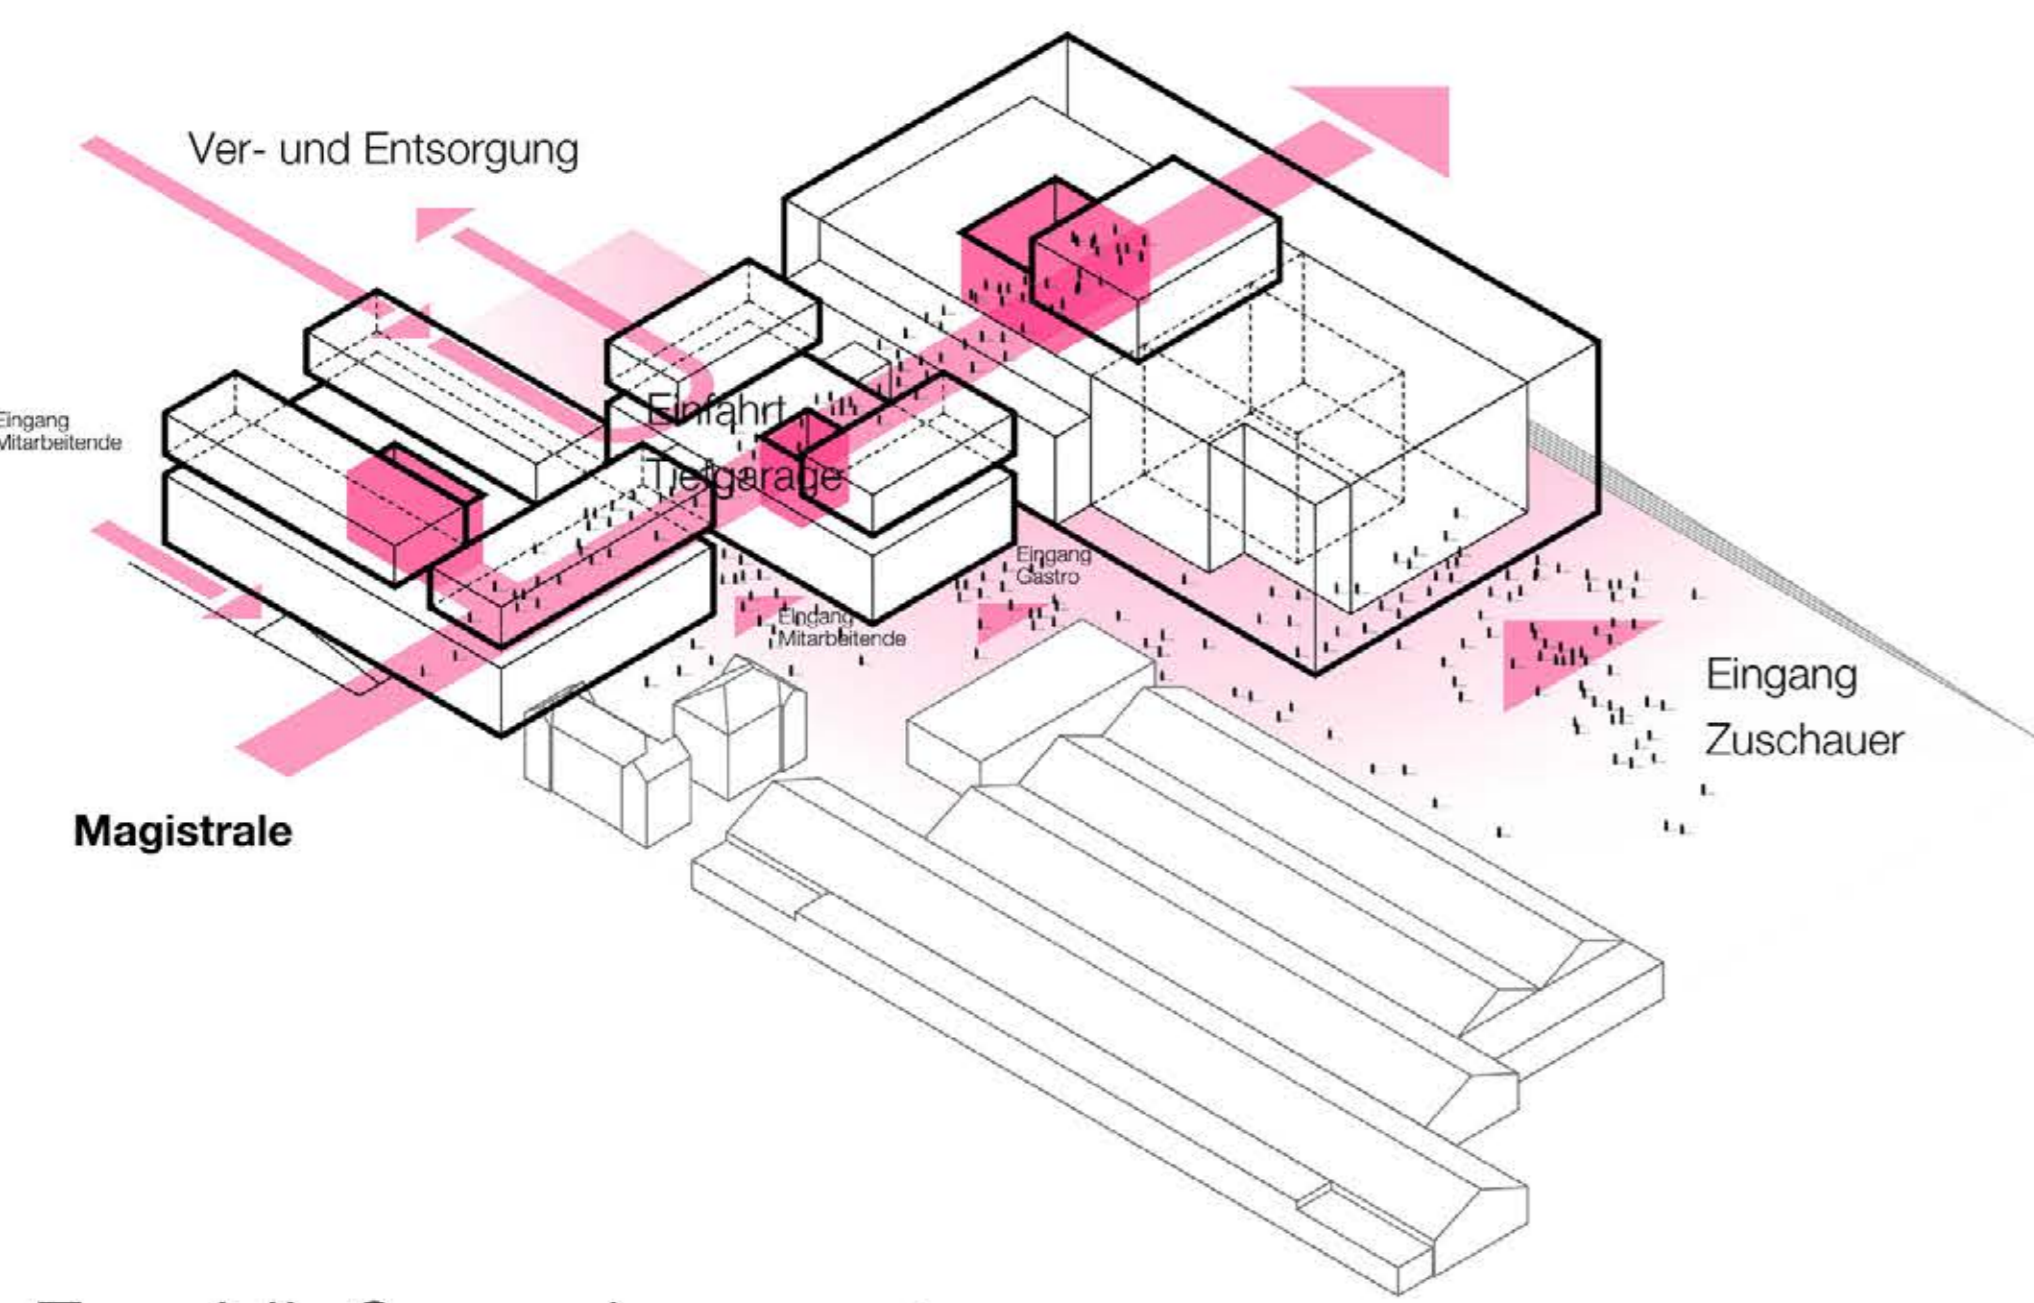 Ver- und Entsorgung
Eingang
Mitarbeitende
Einfahrt
Tiefgarage
Eingang
Gastro
Eingang
Mitarbeitende
Eingang
Zuschauer
Magistrale